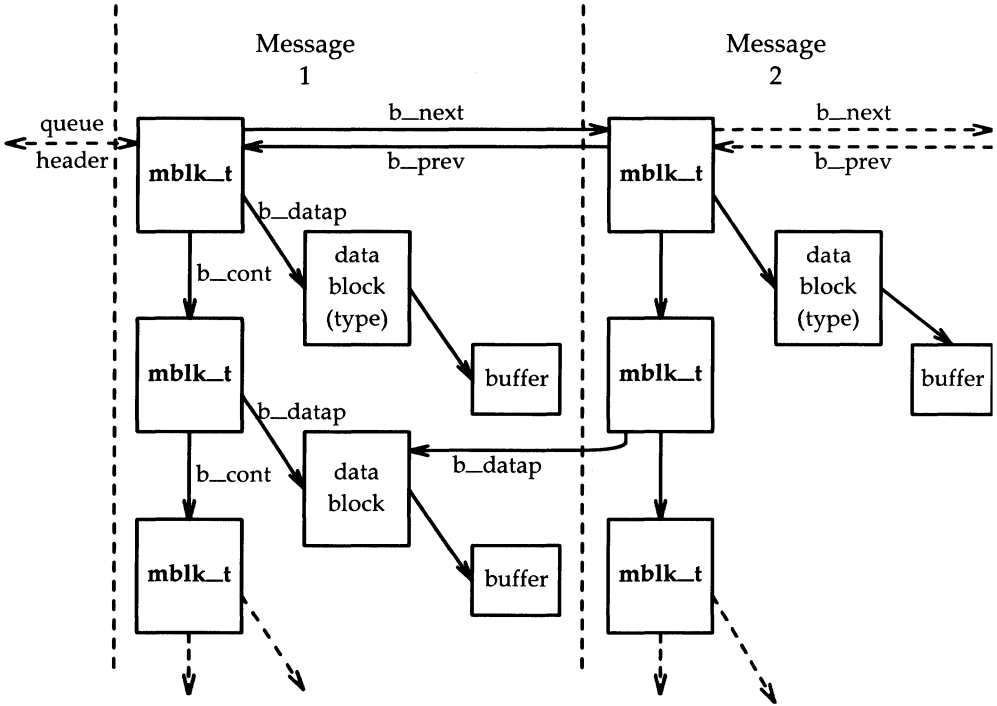 Message
1
Message
2
queue
header
b_next
b_prev
b_next
b_prev
mblk_t
mblk_t
b_datap
data
block
(type)
data
block
(type)
b_cont
mblk_t
buffer
mblk_t
buffer
b_datap
b_datap
b_cont
data
block
mblk_t
buffer
mblk_t